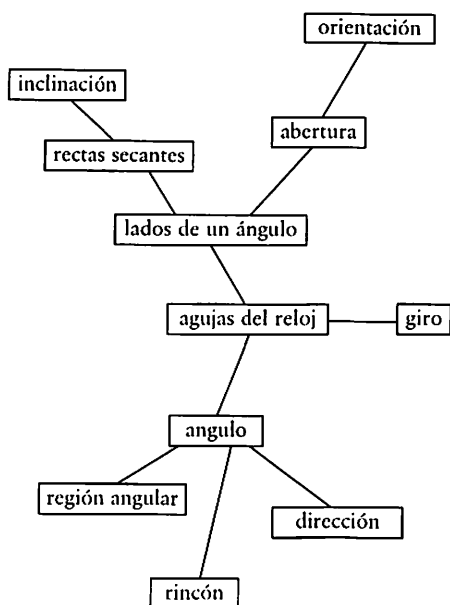 orientación
inclinación
abertura
rectas secantes
lados de un ángulo
agujas del reloj
giro
angulo
región angular
dirección
rincón